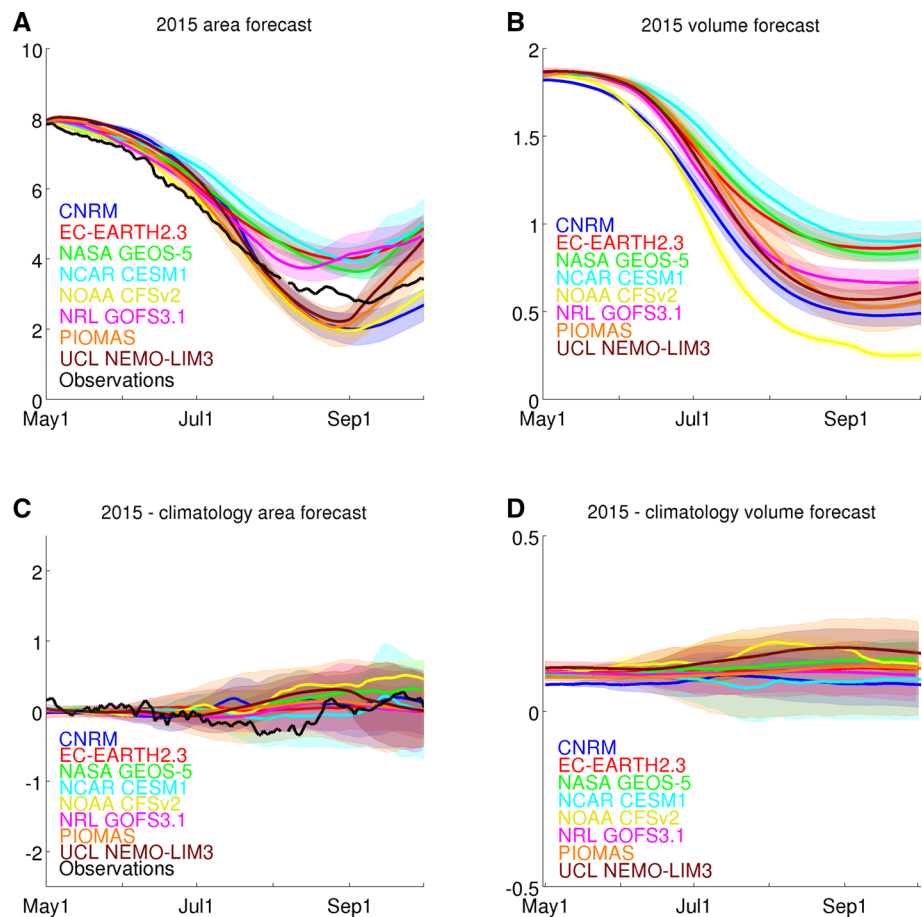 A
2015 area forecast
10
8
6
4
2
0
CNRM
EC-EARTH2.3
NASA GEOS-5
NCAR CESM1
NOAA CFSv2
NRL GOFS3.1
PIOMAS
UCL NEMO-LIM3
Observations
May1
Jul1
Sep1
B
2015 volume forecast
2
1.5
1
0.5
0
CNRM
EC-EARTH2.3
NASA GEOS-5
NCAR CESM1
NOAA CFSv2
NRL GOFS3.1
PIOMAS
UCL NEMO-LIM3
May1
Jul1
Sep1
C
2015 - climatology area forecast
2
1
0
-1
-2
CNRM
EC-EARTH2.3
NASA GEOS-5
NCAR CESM1
NOAA CFSv2
NRL GOFS3.1
PIOMAS
UCL NEMO-LIM3
Observations
May1
Jul1
Sep1
D
2015 - climatology volume forecast
0.5
0
-0.5
CNRM
EC-EARTH2.3
NASA GEOS-5
NCAR CESM1
NOAA CFSv2
NRL GOFS3.1
PIOMAS
UCL NEMO-LIM3
May1
Jul1
Sep1